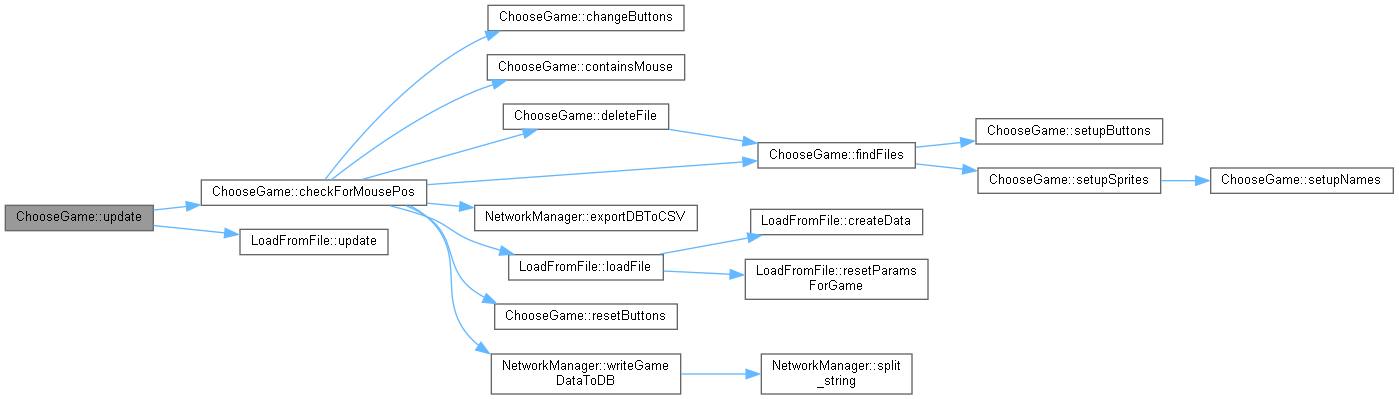 ChooseGame::update
ChooseGame::checkForMousePos
LoadFromFile::update
ChooseGame::changeButtons
ChooseGame::containsMouse
ChooseGame::deleteFile
ChooseGame::findFiles
ChooseGame::setupButtons
ChooseGame::setupSprites
ChooseGame::setupNames
NetworkManager::exportDBToCSV
LoadFromFile::loadFile
LoadFromFile::createData
LoadFromFile::resetParams
ForGame
ChooseGame::resetButtons
NetworkManager::writeGame
DataToDB
NetworkManager::split
_string